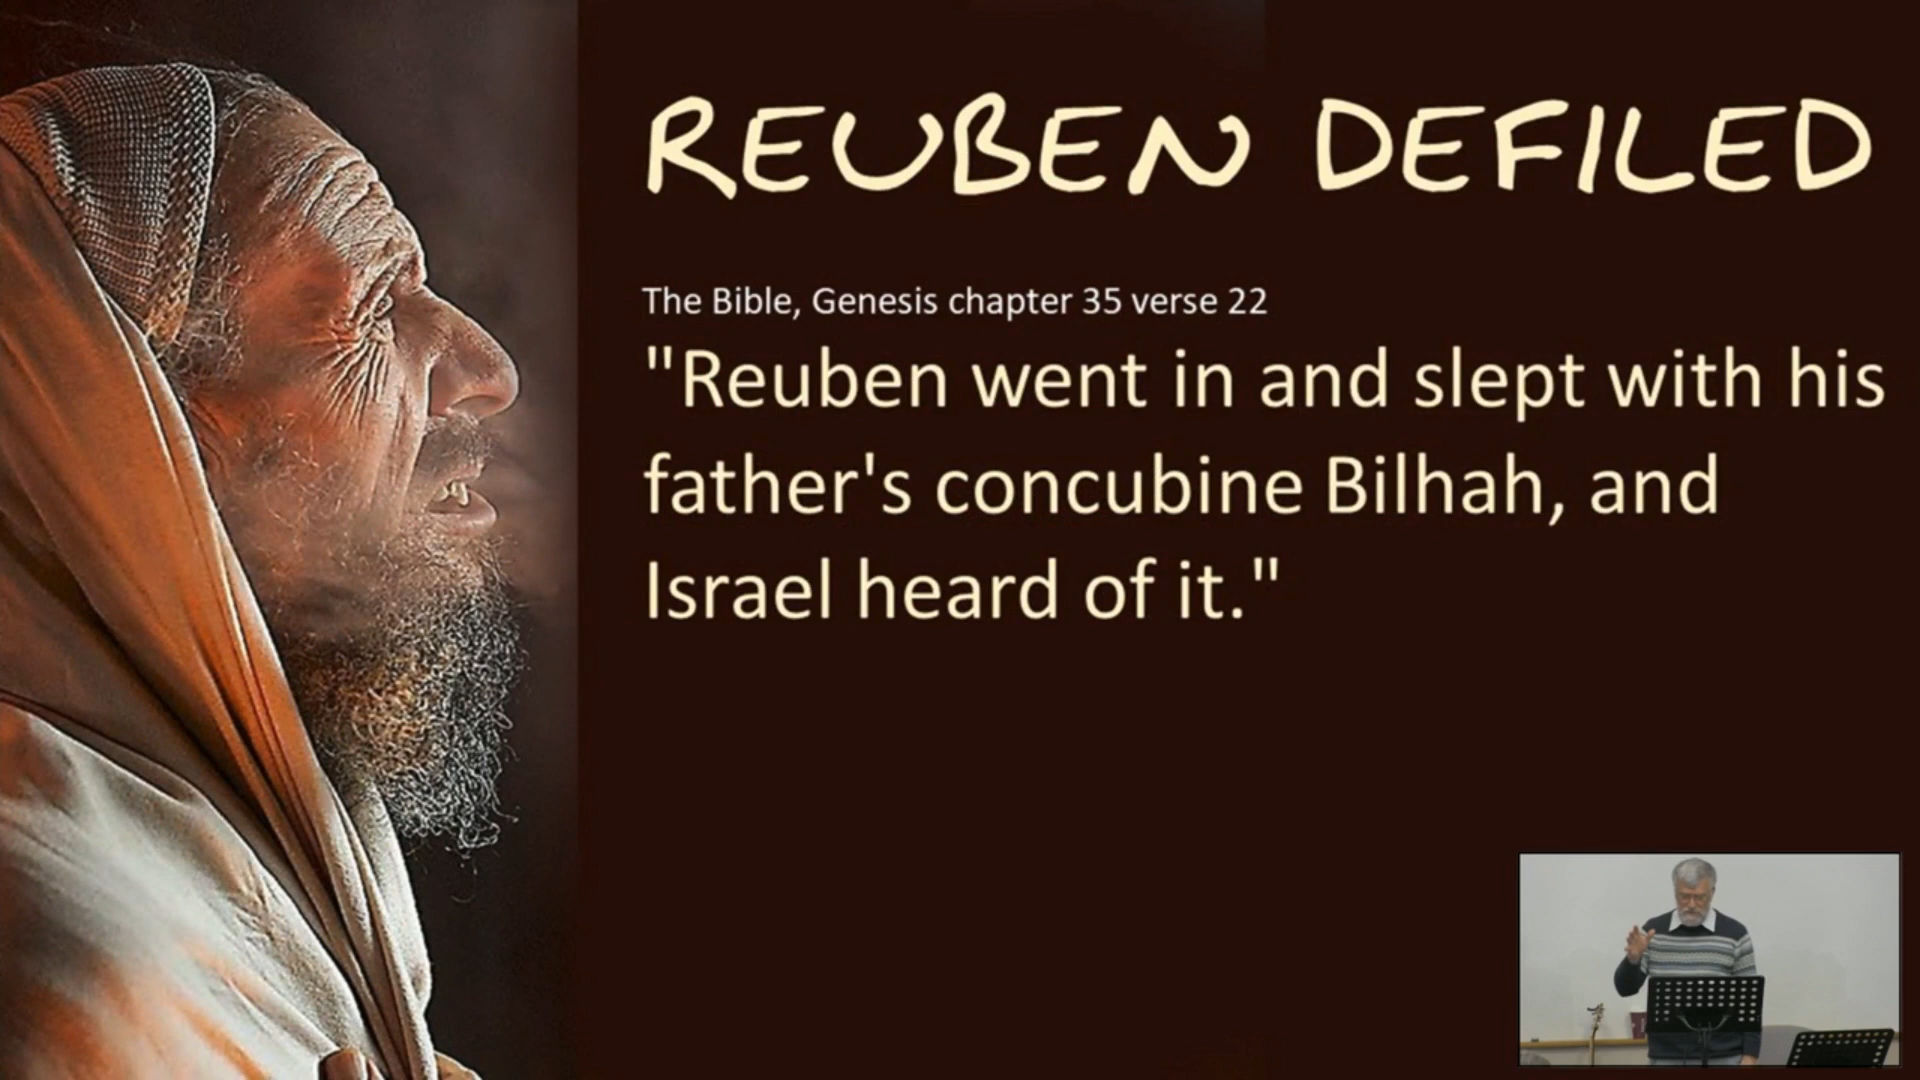 REUBEN DEFILED
The Bible, Genesis chapter 35 verse 22
"Reuben went in and slept with his
father's concubine Bilhah, and
Israel heard of it."